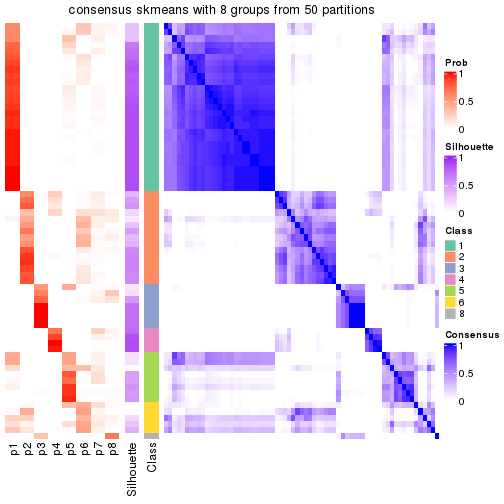 consensus skmeans with 8 groups from 50 partitions
Prob
1
0.5
0
Silhouette
1
0.5
0
Class
1
2
3
4
5
6
8
Consensus
1
0.5
0
p1
p2
p3
p4
p5
p6
p7
p8
Silhouette
Class